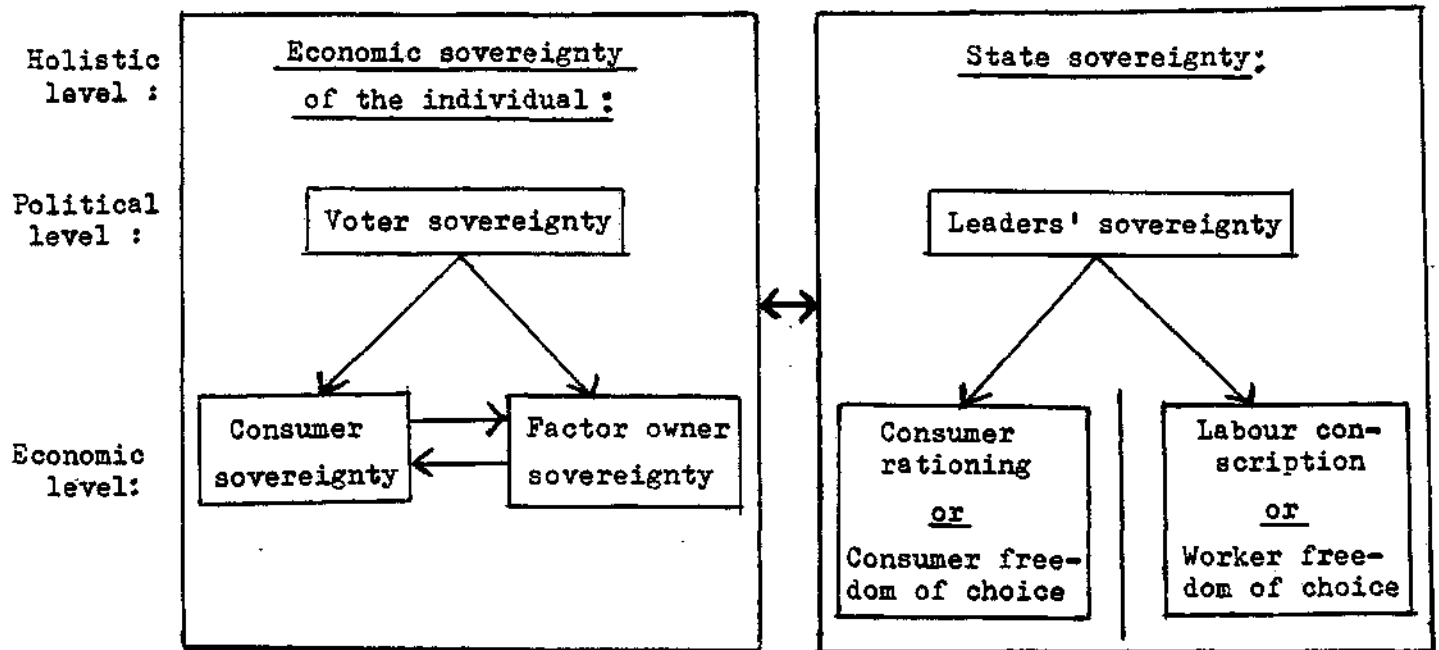 Holistic
level :
Economic sovereignty
of the individual :
State sovereignty:
Political
level :
Voter sovereignty
Leaders' sovereignty
Economic
level:
Consumer
sovereignty
Factor owner
sovereignty
Consumer
rationing
or
Consumer free-
dom of choice
Labour con-
scription
or
Worker free-
dom of choice